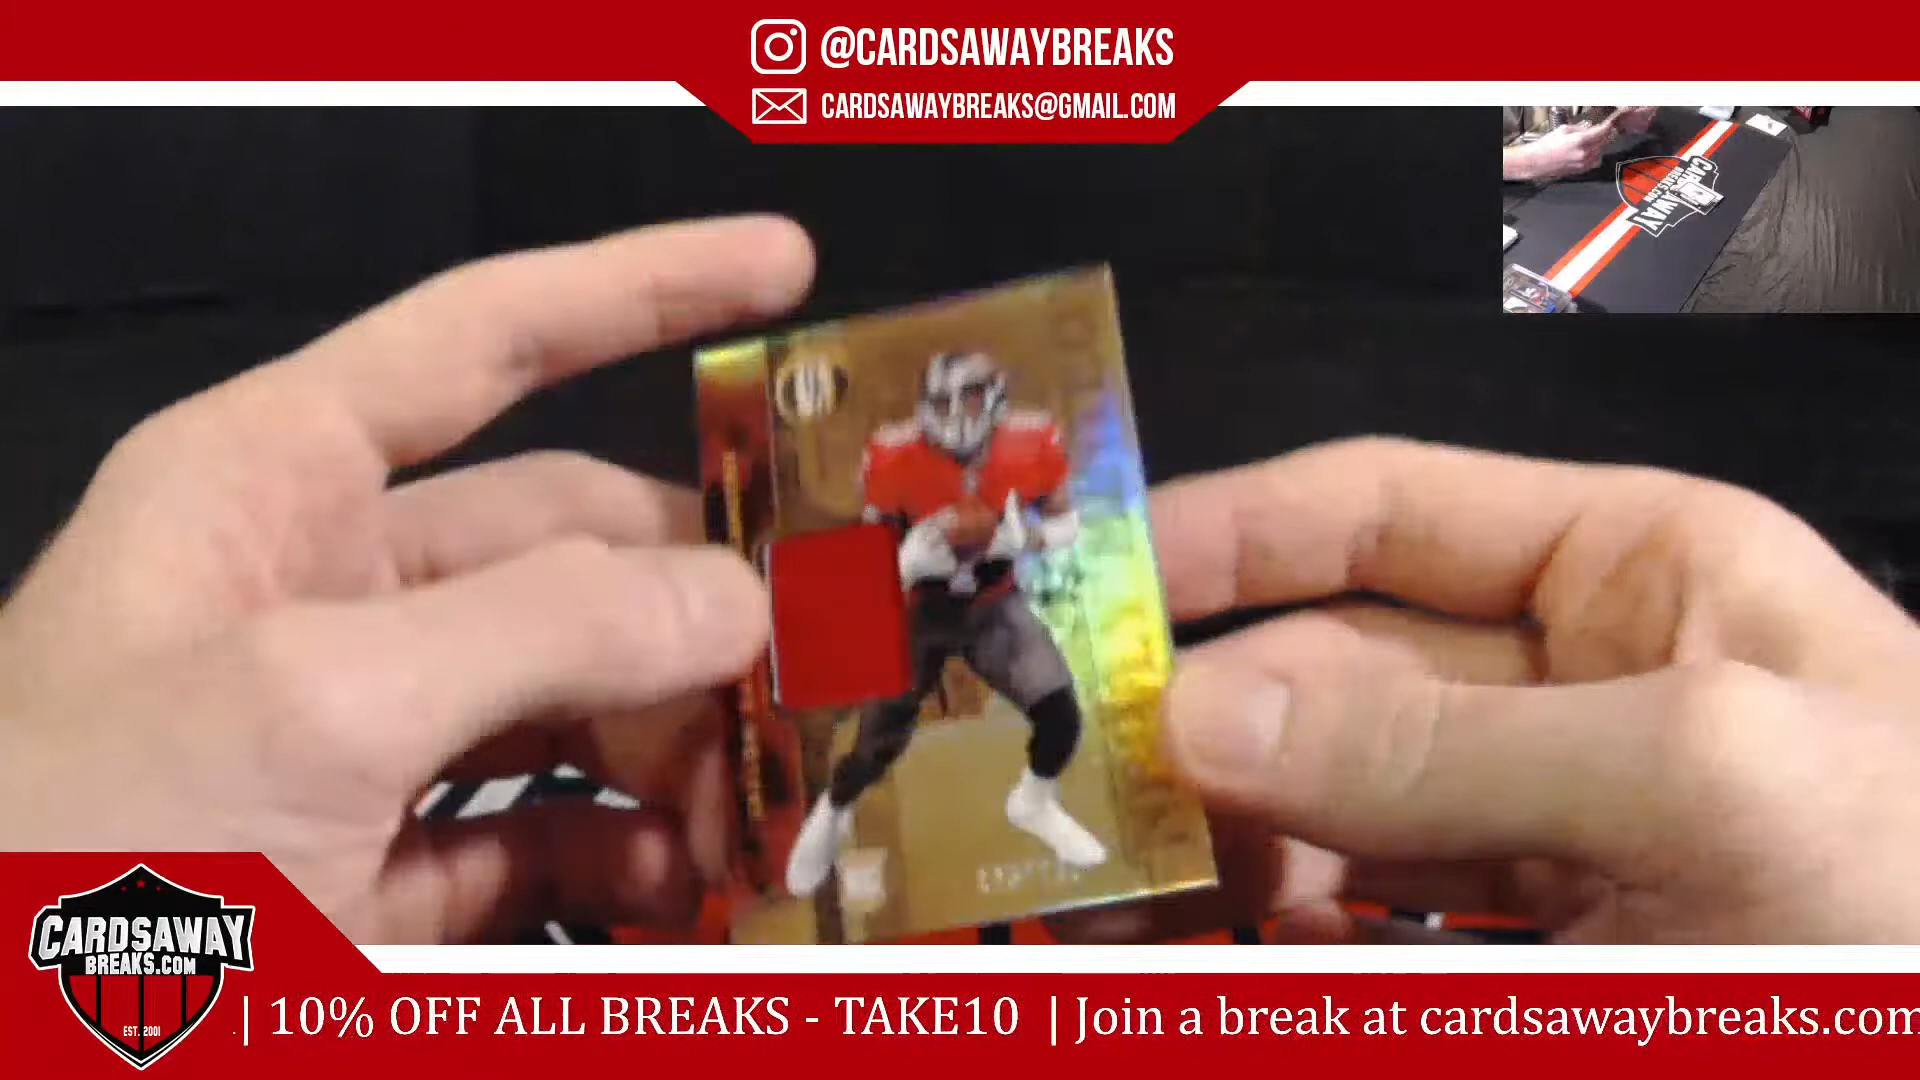 @CARDSAWAYBREAKS
CARDSAWAYBREAKS@GMAIL.COM
CARDSAWAY
BREAKS.COM
EST. 2001
| 10% OFF ALL BREAKS - TAKE10 | Join a break at cardsawaybreaks.com